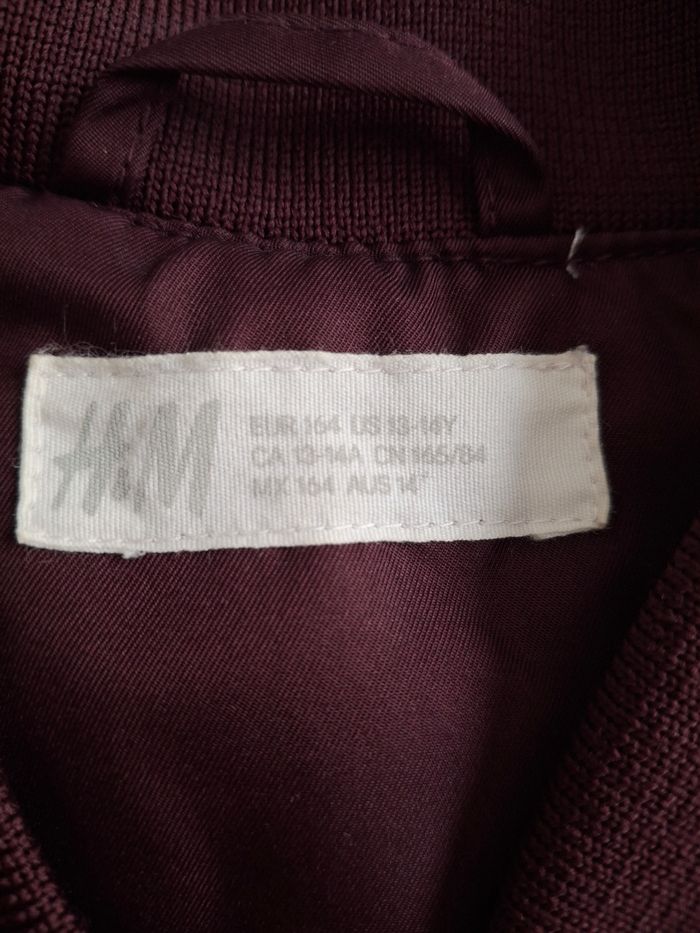 H&M
EUR 164 US 13-14Y
CA 13-14A CN 165/84
MX 164 AUS 14